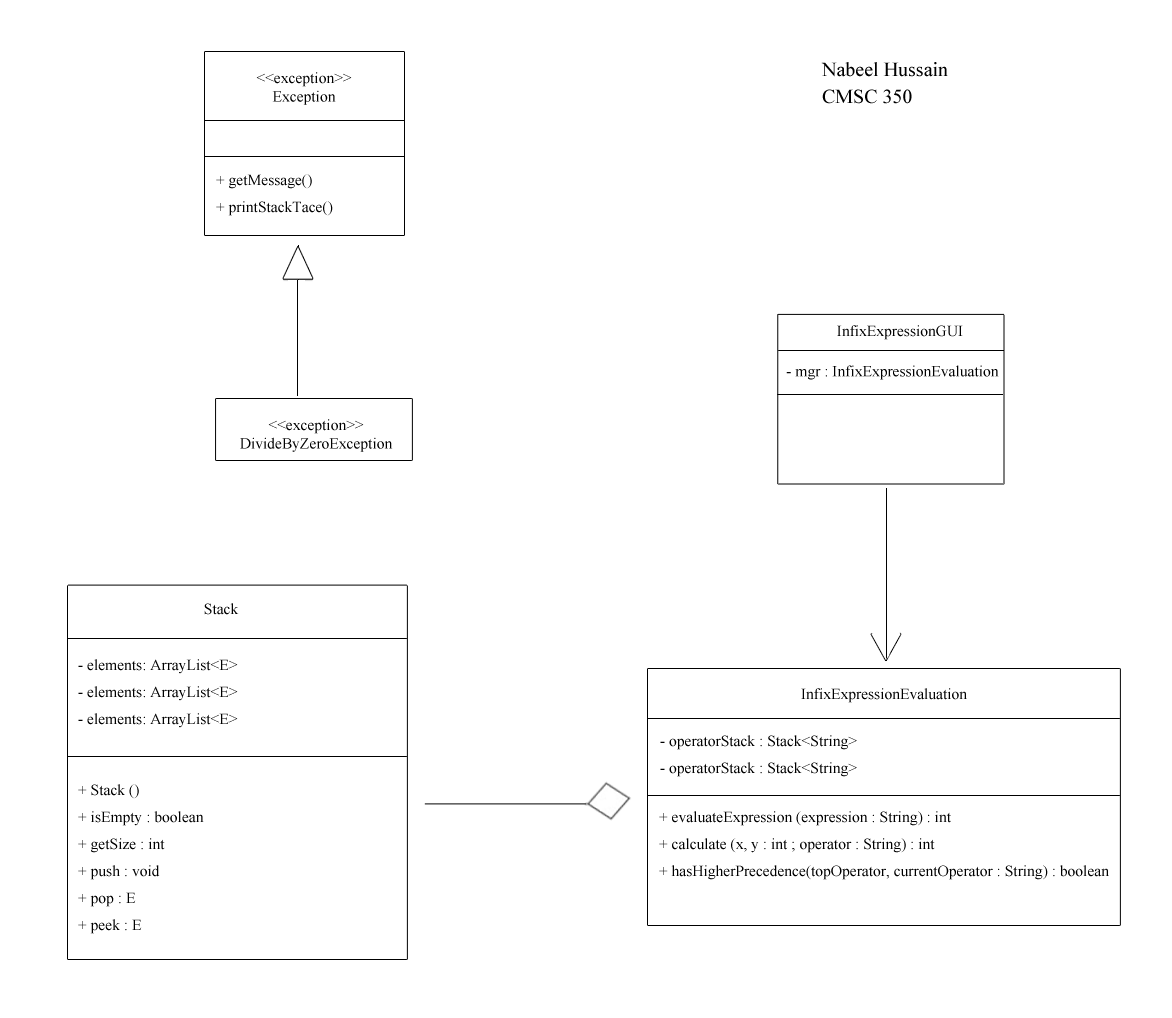 Nabeel Hussain
CMSC 350
<<exception>>
Exception
+ getMessage()
+ printStackTace()
<<exception>>
DivideByZeroException
InfixExpressionGUI
- mgr : InfixExpressionEvaluation
Stack
- elements: ArrayList<E>
- elements: ArrayList<E>
- elements: ArrayList<E>
+ Stack ()
+ isEmpty : boolean
+ getSize : int
+ push : void
+ pop : E
+ peek : E
InfixExpressionEvaluation
- operatorStack : Stack<String>
- operatorStack : Stack<String>
+ evaluateExpression (expression : String) : int
+ calculate (x, y : int ; operator : String) : int
+ hasHigherPrecedence(topOperator, currentOperator : String) : boolean